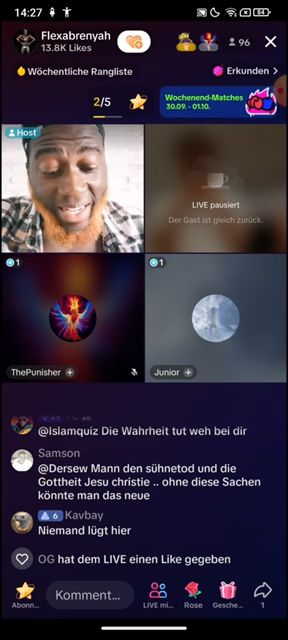 14:27
84
Flexabrenyah
13.8K Likes
96
Wöchentliche Rangliste
Erkunden >
2/5
Wochenend-Matches
30.09. - 01.10.
Host
LIVE pausiert
Der Gast ist gleich zurück.
1
1
ThePunisher +
Junior +
@Islamquiz Die Wahrheit tut weh bei dir
Samson
@Dersew Mann den sühnetod und die
Gottheit Jesu christie .. ohne diese Sachen
könnte man das neue
6 Kavbay
Niemand lügt hier
OG hat dem LIVE einen Like gegeben
Komment...
Abonn...
LIVE mi...
Rose
Gesche...
1